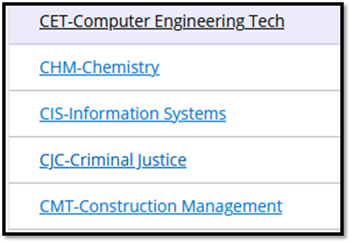 CET-Computer Engineering Tech
CHM-Chemistry
CIS-Information Systems
CJC-Criminal Justice
CMT-Construction Management